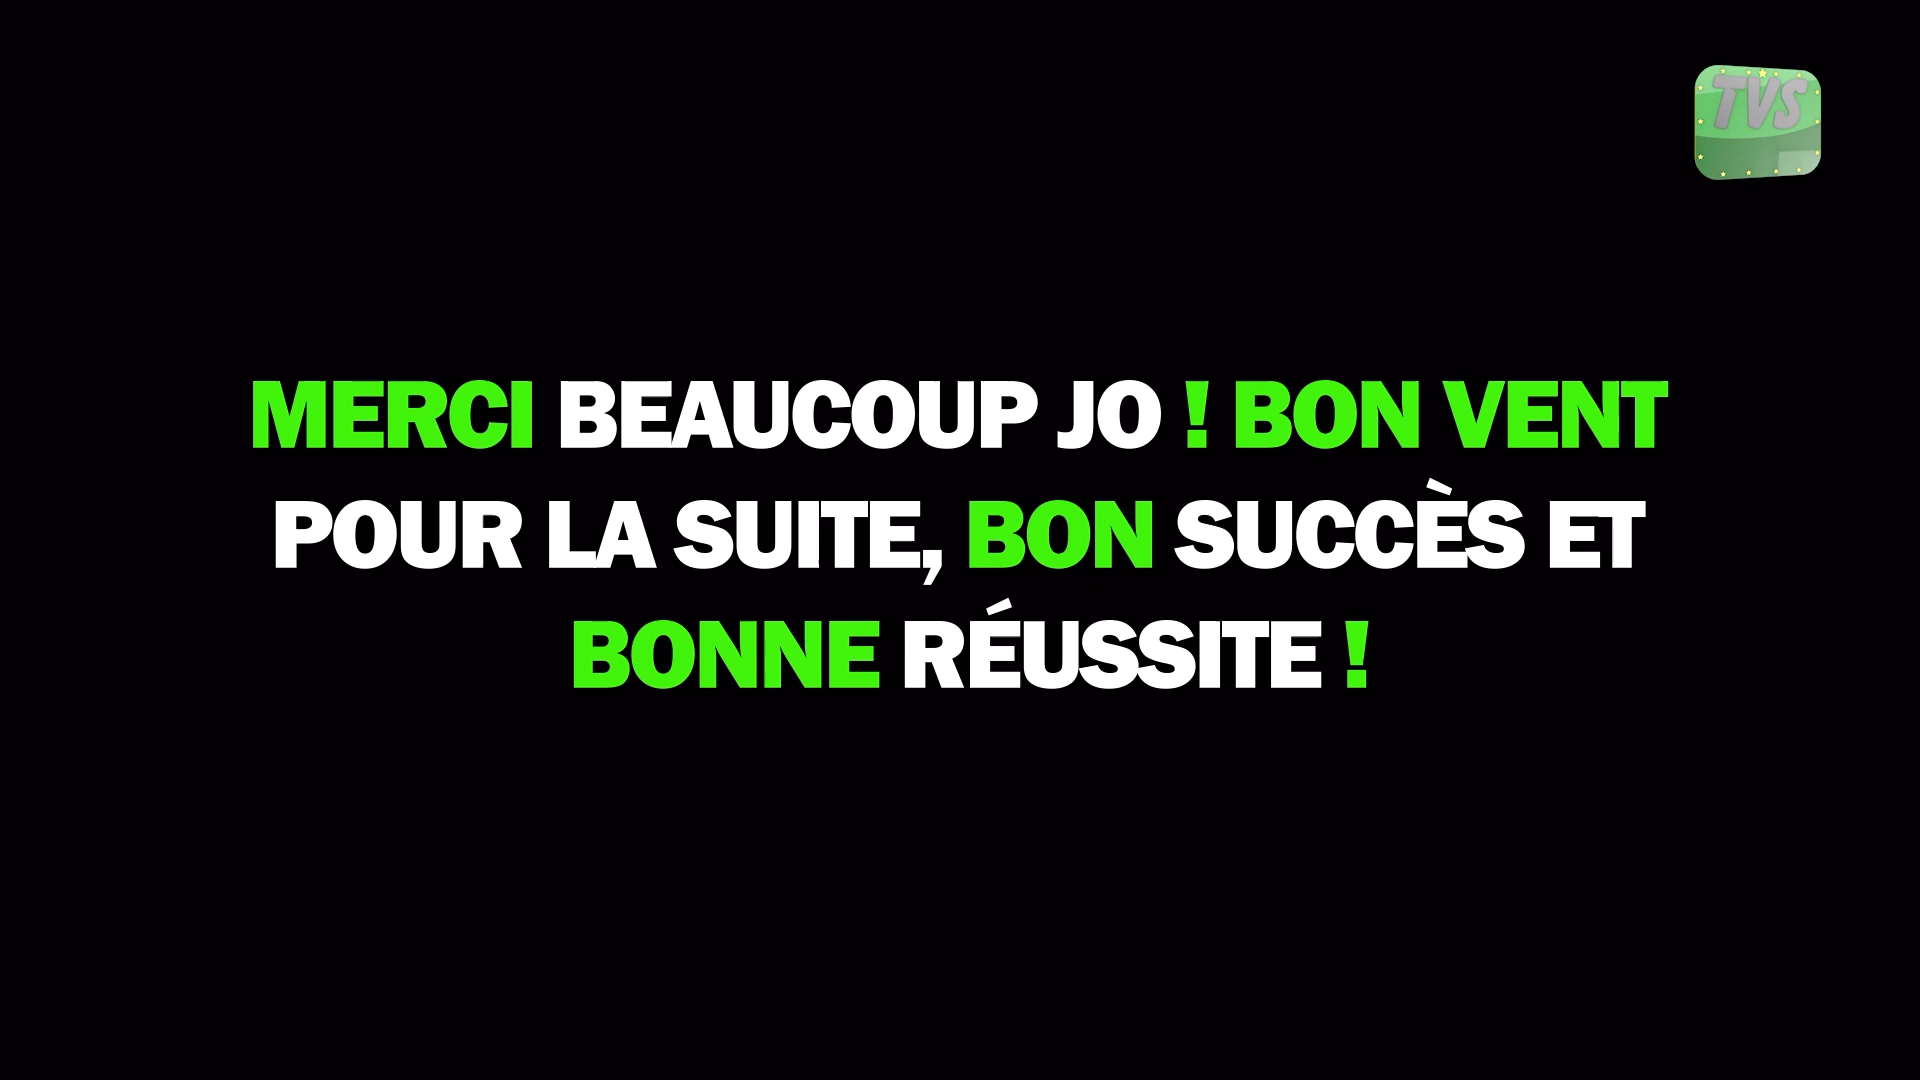 TVS
MERCI BEAUCOUP JO ! BON VENT
POUR LA SUITE, BON SUCCÈS ET
BONNE RÉUSSITE !